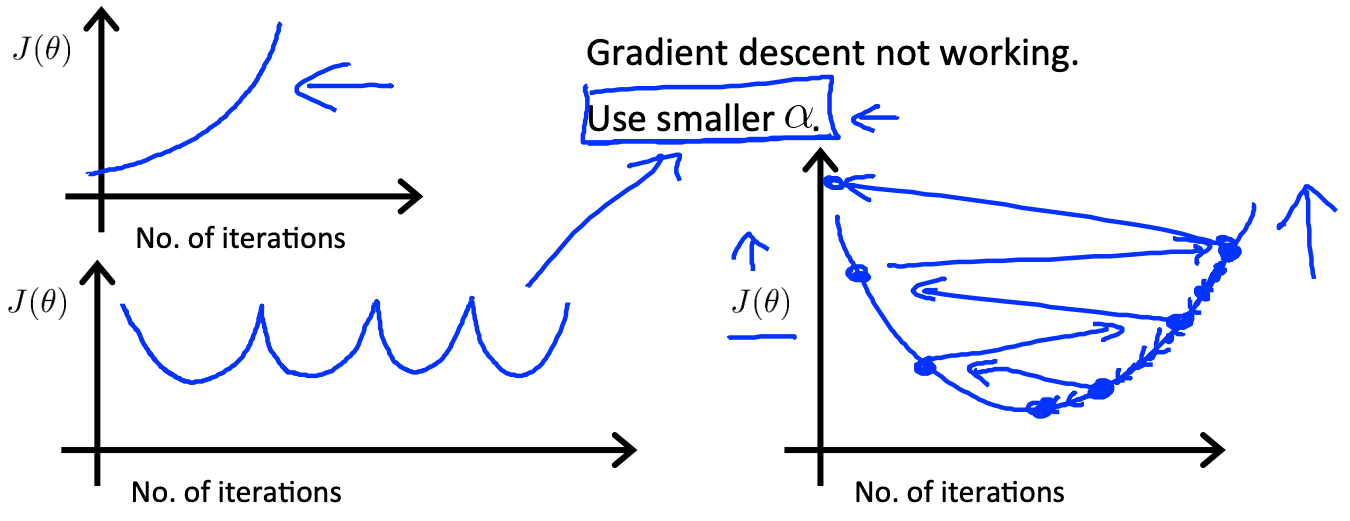 J(θ)
No. of iterations
Gradient descent not working.
Use smaller α.
J(θ)
No. of iterations
J(θ)
No. of iterations